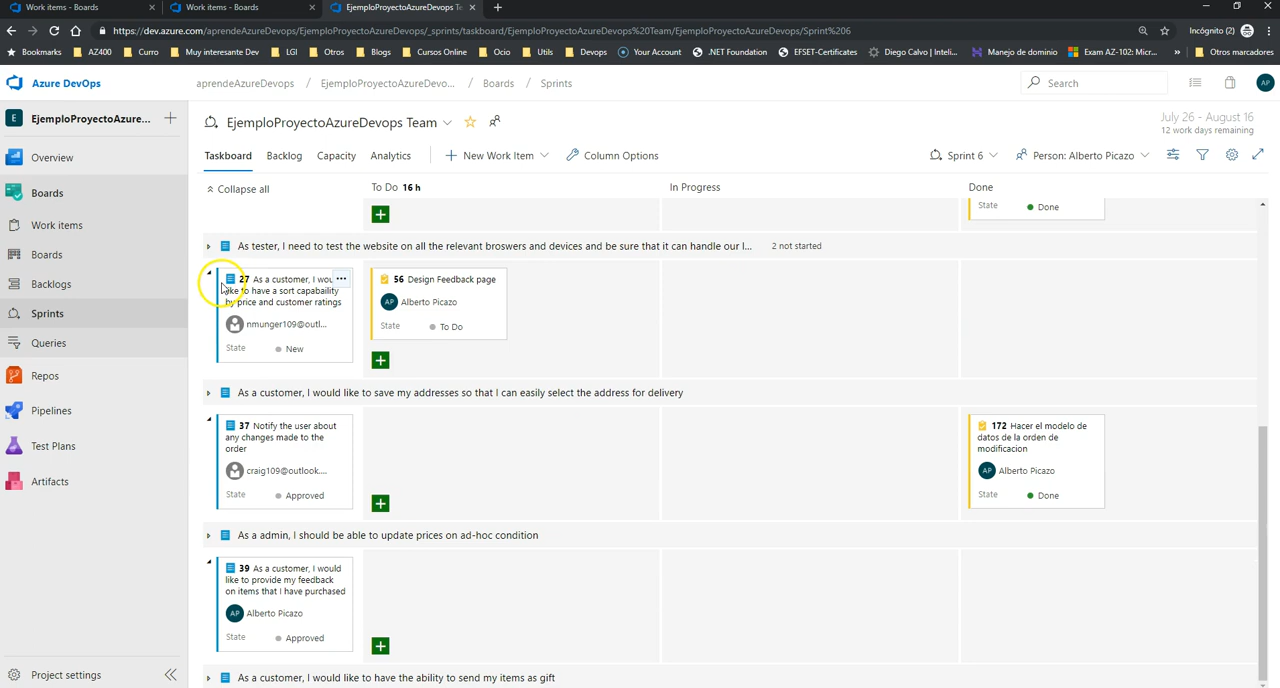 Work items - Boards
Work items - Boards
EjemploProyectoAzureDevops Te
https://dev.azure.com/aprendeAzureDevops/EjemploProyectoAzureDevops/_sprints/taskboard/EjemploProyectoAzureDevops%20Team/EjemploProyectoAzureDevops/Sprint%206
Incógnito (2)
Bookmarks AZ400 Curro Muy interesante Dev LGI Otros Blogs Cursos Online Ocio Utils Devops Your Account .NET Foundation EFSET-Certificates Diego Calvo | Inteli... Manejo de dominio Exam AZ-102: Micr... » Otros marcadores
Azure DevOps
aprendeAzureDevops / EjemploProyectoAzureDevo... / Boards / Sprints
Search
AP
E EjemploProyectoAzure...
Overview
Boards
Work items
Boards
Backlogs
Sprints
Queries
Repos
Pipelines
Test Plans
Artifacts
Project settings
EjemploProyectoAzureDevops Team
July 26 - August 16
12 work days remaining
Taskboard Backlog Capacity Analytics New Work Item Column Options Sprint 6 Person: Alberto Picazo
Collapse all To Do 16 h In Progress Done
State Done
As tester, I need to test the website on all the relevant broswers and devices and be sure that it can handle our l... 2 not started
27 As a customer, I wou
like to have a sort capabaility
by price and customer ratings
nmunger109@outl...
State New
56 Design Feedback page
AP Alberto Picazo
State To Do
As a customer, I would like to save my addresses so that I can easily select the address for delivery
37 Notify the user about
any changes made to the
order
craig109@outlook....
State Approved
172 Hacer el modelo de
datos de la orden de
modificacion
AP Alberto Picazo
State Done
As a admin, I should be able to update prices on ad-hoc condition
39 As a customer, I would
like to provide my feedback
on items that I have purchased
AP Alberto Picazo
State Approved
As a customer, I would like to have the ability to send my items as gift